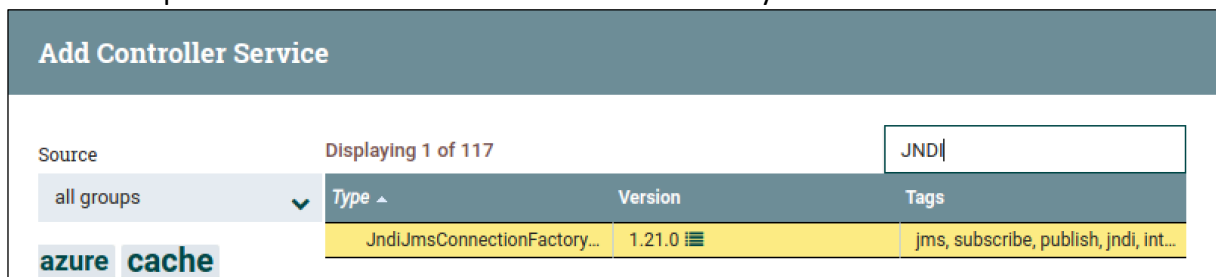 Add Controller Service
Source
Displaying 1 of 117
JNDI
all groups
Type
Version
Tags
JndiJmsConnectionFactory...
1.21.0
jms, subscribe, publish, jndi, int...
azure cache